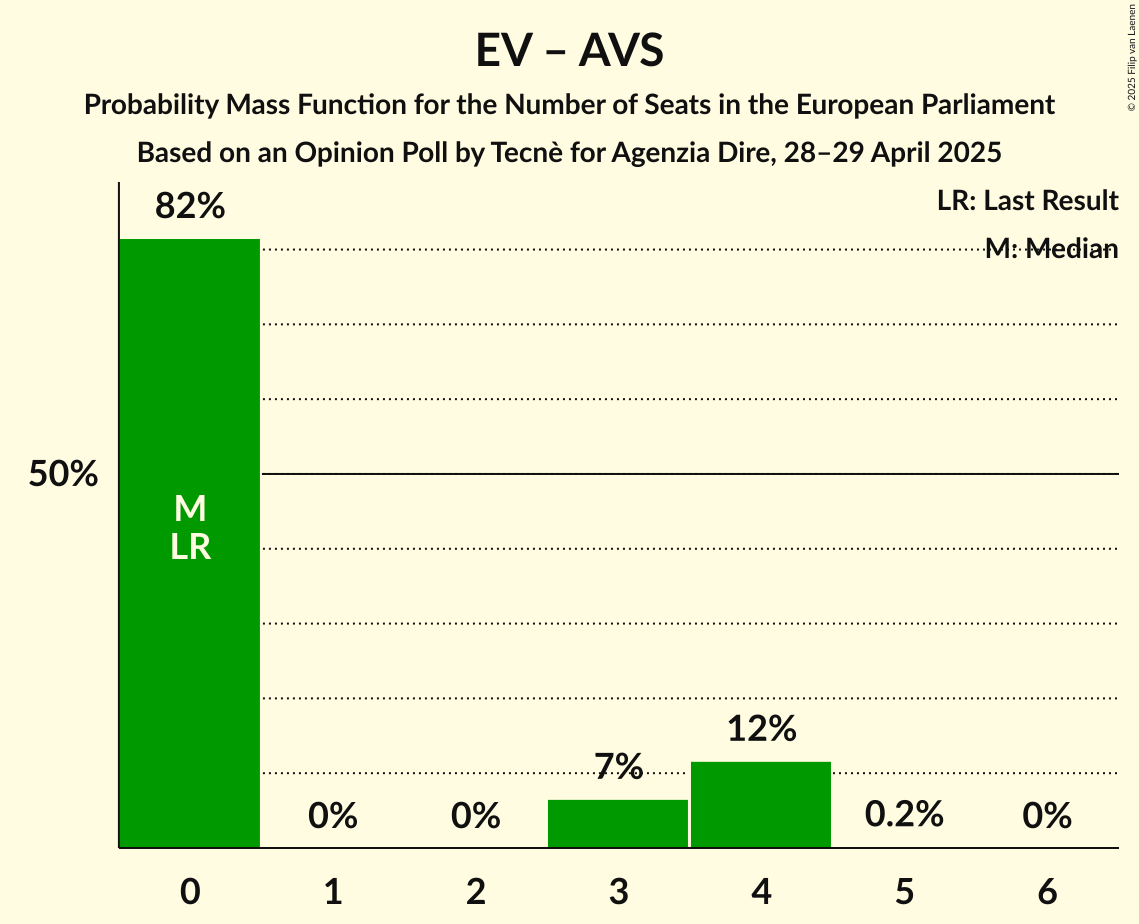 EV – AVS
Probability Mass Function for the Number of Seats in the European Parliament
Based on an Opinion Poll by Tecnè for Agenzia Dire, 28–29 April 2025
© 2025 Filip van Laenen
LR: Last Result
M: Median
82%
50%
M
LR
0%
0%
7%
12%
0.2%
0%
0
1
2
3
4
5
6